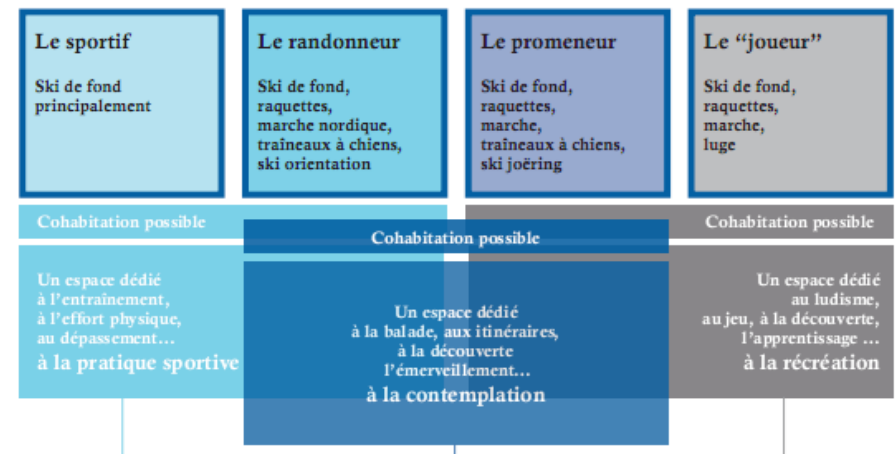 Le sportif
Ski de fond
principalement
Le randonneur
Ski de fond,
raquettes,
marche nordique,
traîneaux à chiens,
ski orientation
Le promeneur
Ski de fond,
raquettes,
marche,
traîneaux à chiens,
ski joëring
Le “joueur”
Ski de fond,
raquettes,
marche,
luge
Cohabitation possible
Cohabitation possible
Cohabitation possible
Un espace dédié
à l’entraînement,
à l’effort physique,
au dépassement…
à la pratique sportive
Un espace dédié
à la balade, aux itinéraires,
à la découverte
l’émerveillement…
à la contemplation
Un espace dédié
au ludisme,
au jeu, à la découverte,
l’apprentissage …
à la récréation